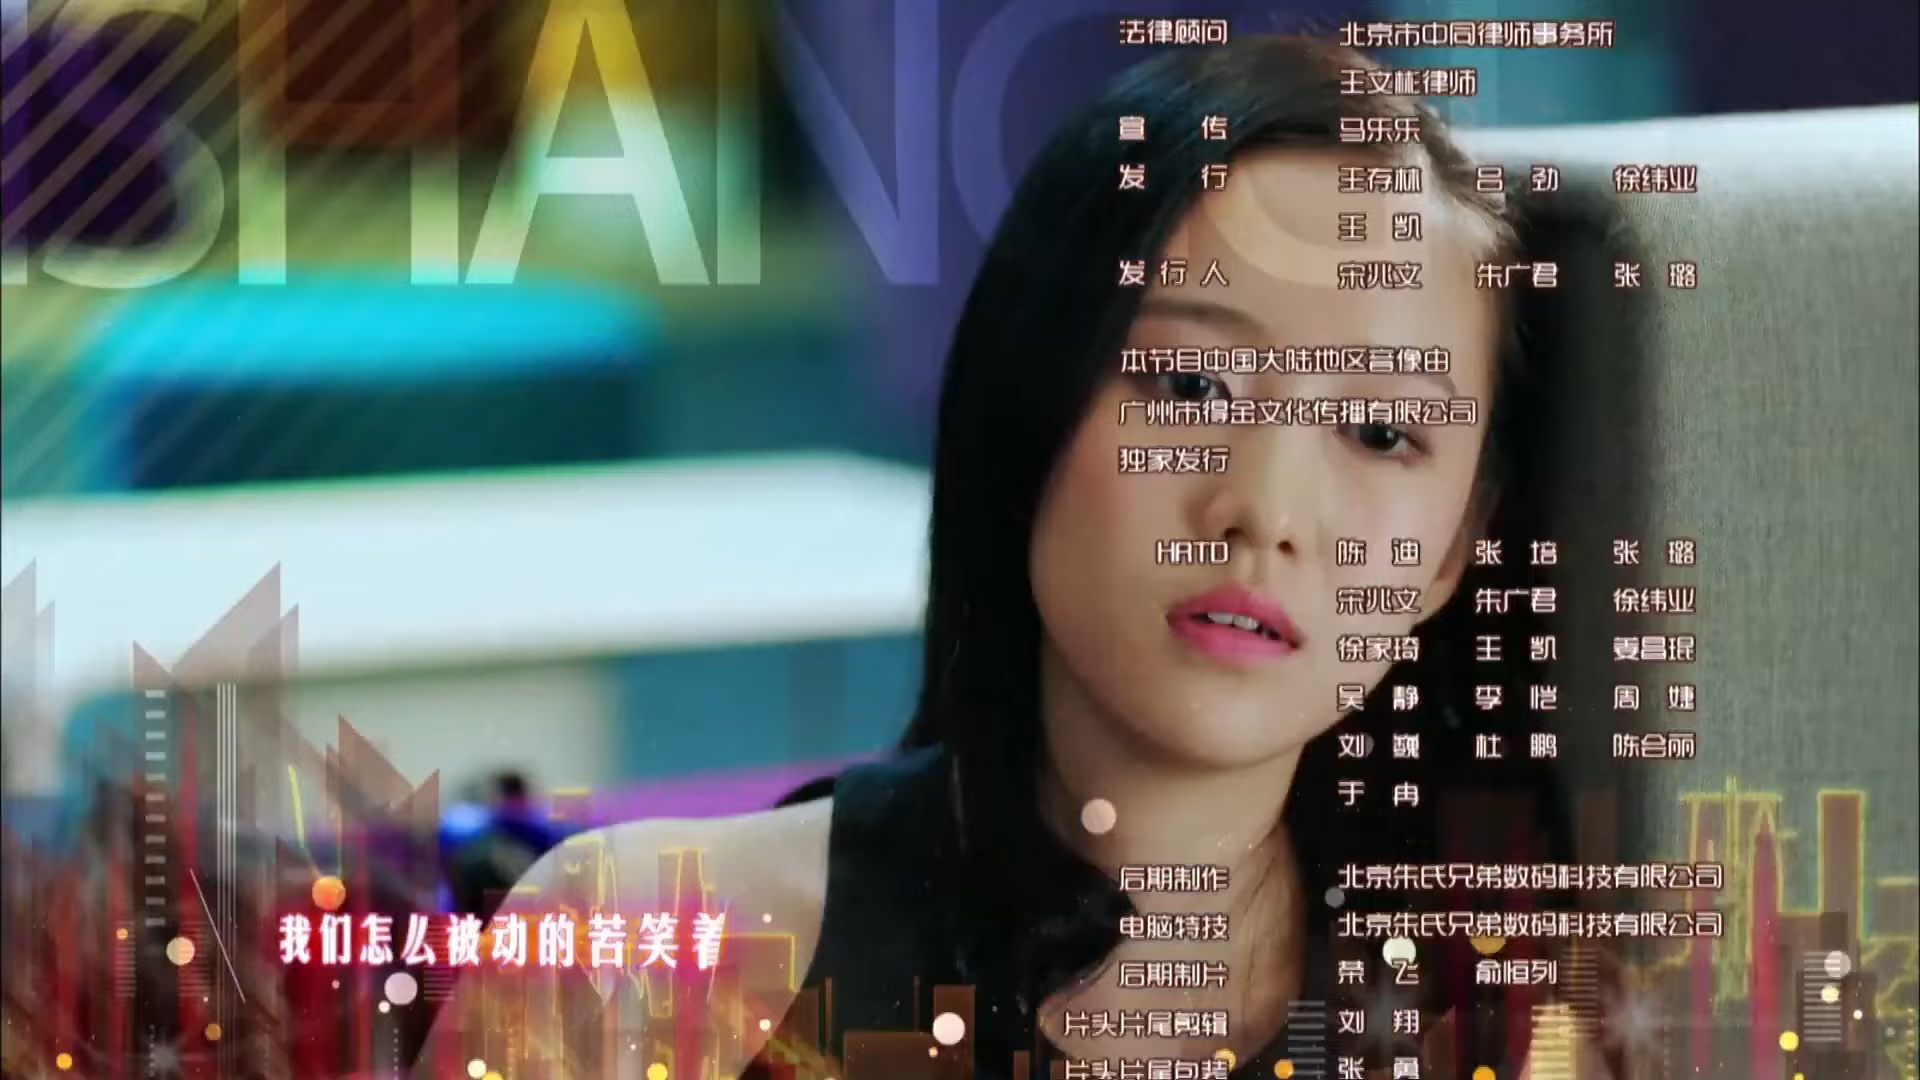 SHANG
法律顾问 北京市中同律师事务所
王文彬律师
宣 传 马乐乐
发 行 王存林 吕 劲 徐纬业
王 凯
发 行 人 宋兆文 朱广君 张 璐
本节目中国大陆地区音像由
广州市得金文化传播有限公司
独家发行
HATD 陈 迪 张 培 张 璐
宋兆文 朱广君 徐纬业
徐家琦 王 凯 姜昌琨
吴 静 李 恺 周 婕
刘 巍 杜 鹏 陈合丽
于 冉
后期制作 北京朱氏兄弟数码科技有限公司
电脑特技 北京朱氏兄弟数码科技有限公司
我们怎么被动的苦笑着
后期制片 荣 飞 俞恒列
片头片尾剪辑 刘 翔
片头片尾包装 张 勇